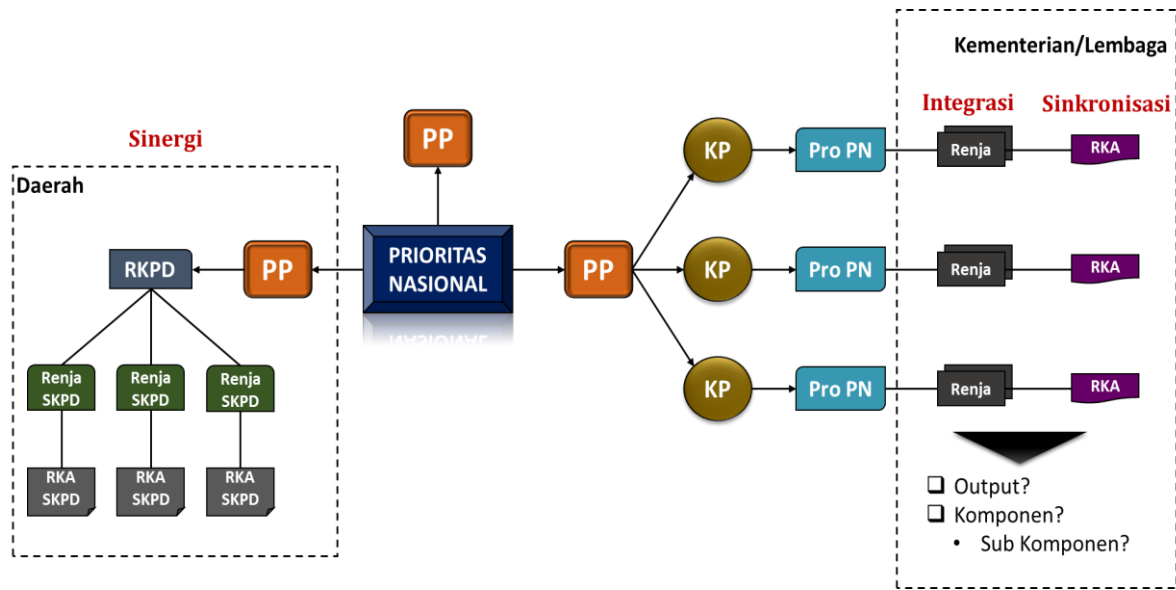 Sinergi
Daerah
RKPD
PP
Renja
SKPD
Renja
SKPD
Renja
SKPD
RKA
SKPD
RKA
SKPD
RKA
SKPD
PP
PRIORITAS
NASIONAL
PP
KP
Pro PN
KP
Pro PN
KP
Pro PN
Kementerian/Lembaga
Integrasi
Sinkronisasi
Renja
RKA
Renja
RKA
Renja
RKA
❑ Output?
❑ Komponen?
• Sub Komponen?